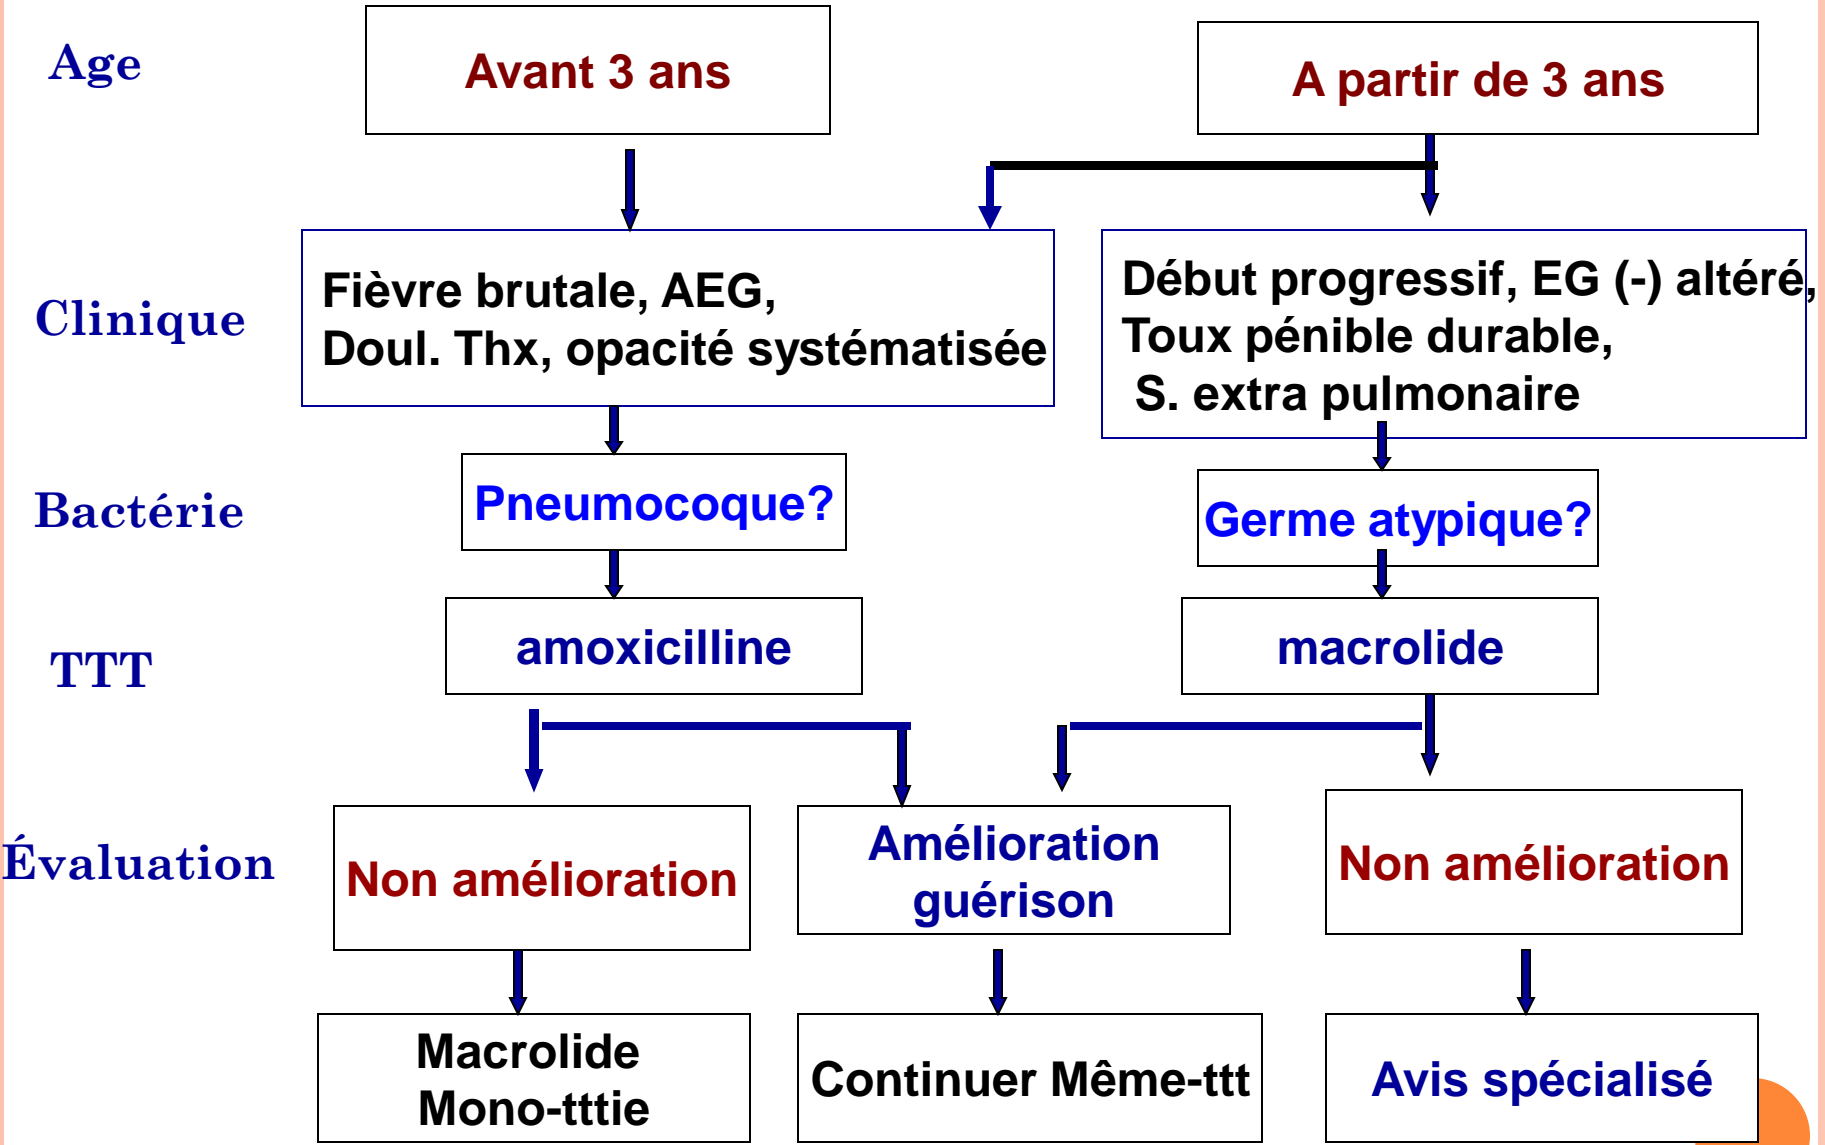 Age
Avant 3 ans
A partir de 3 ans
Clinique
Fièvre brutale, AEG,
Doul. Thx, opacité systématisée
Début progressif, EG (-) altéré,
Toux pénible durable,
S. extra pulmonaire
Bactérie
Pneumocoque?
Germe atypique?
TTT
amoxicilline
macrolide
Évaluation
Non amélioration
Amélioration
guérison
Non amélioration
Macrolide
Mono-tttie
Continuer Même-ttt
Avis spécialisé